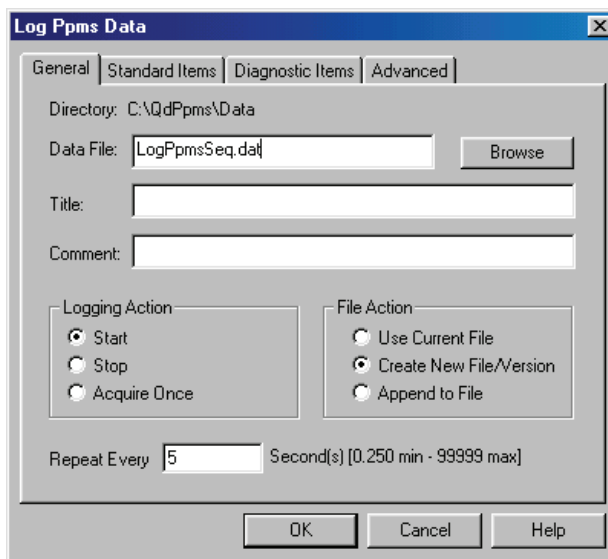 Log Ppms Data
General Standard Items Diagnostic Items Advanced
Directory: C:\QdPpms\Data
Data File: LogPpmsSeq.dat Browse
Title:
Comment:
Logging Action
Start
Stop
Acquire Once
File Action
Use Current File
Create New File/Version
Append to File
Repeat Every 5 Second(s) [0.250 min - 99999 max]
OK Cancel Help